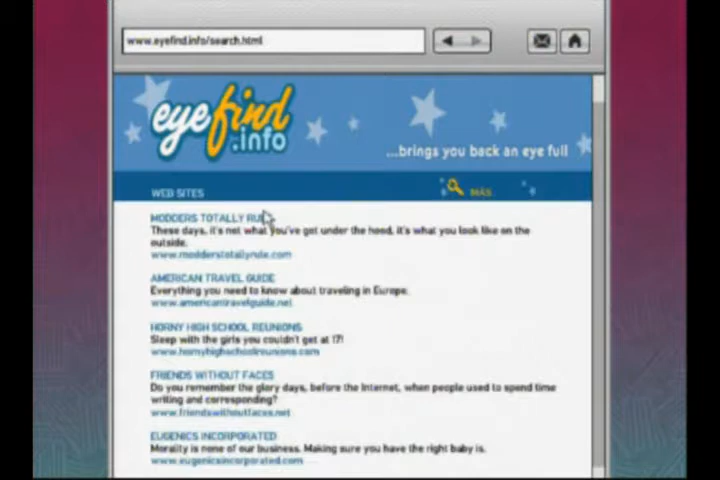 www.eyefind.info/search.html
eyefind
.info
...brings you back an eye full
WEB SITES
MÁS
MODDERS TOTALLY RULE
These days, it's not what you've got under the hood, it's what you look like on the
outside.
www.modderstotallyrule.com
AMERICAN TRAVEL GUIDE
Everything you need to know about traveling in Europe.
www.americantravelguide.net
HORNY HIGH SCHOOL REUNIONS
Sleep with the girls you couldn't get at 17!
www.hornyhighschoolreunions.com
FRIENDS WITHOUT FACES
Do you remember the glory days, before the Internet, when people used to spend time
writing and corresponding?
www.friendswithoutfaces.net
EUGENICS INCORPORATED
Morality is none of our business. Making sure you have the right baby is.
www.eugenicsincorporated.com